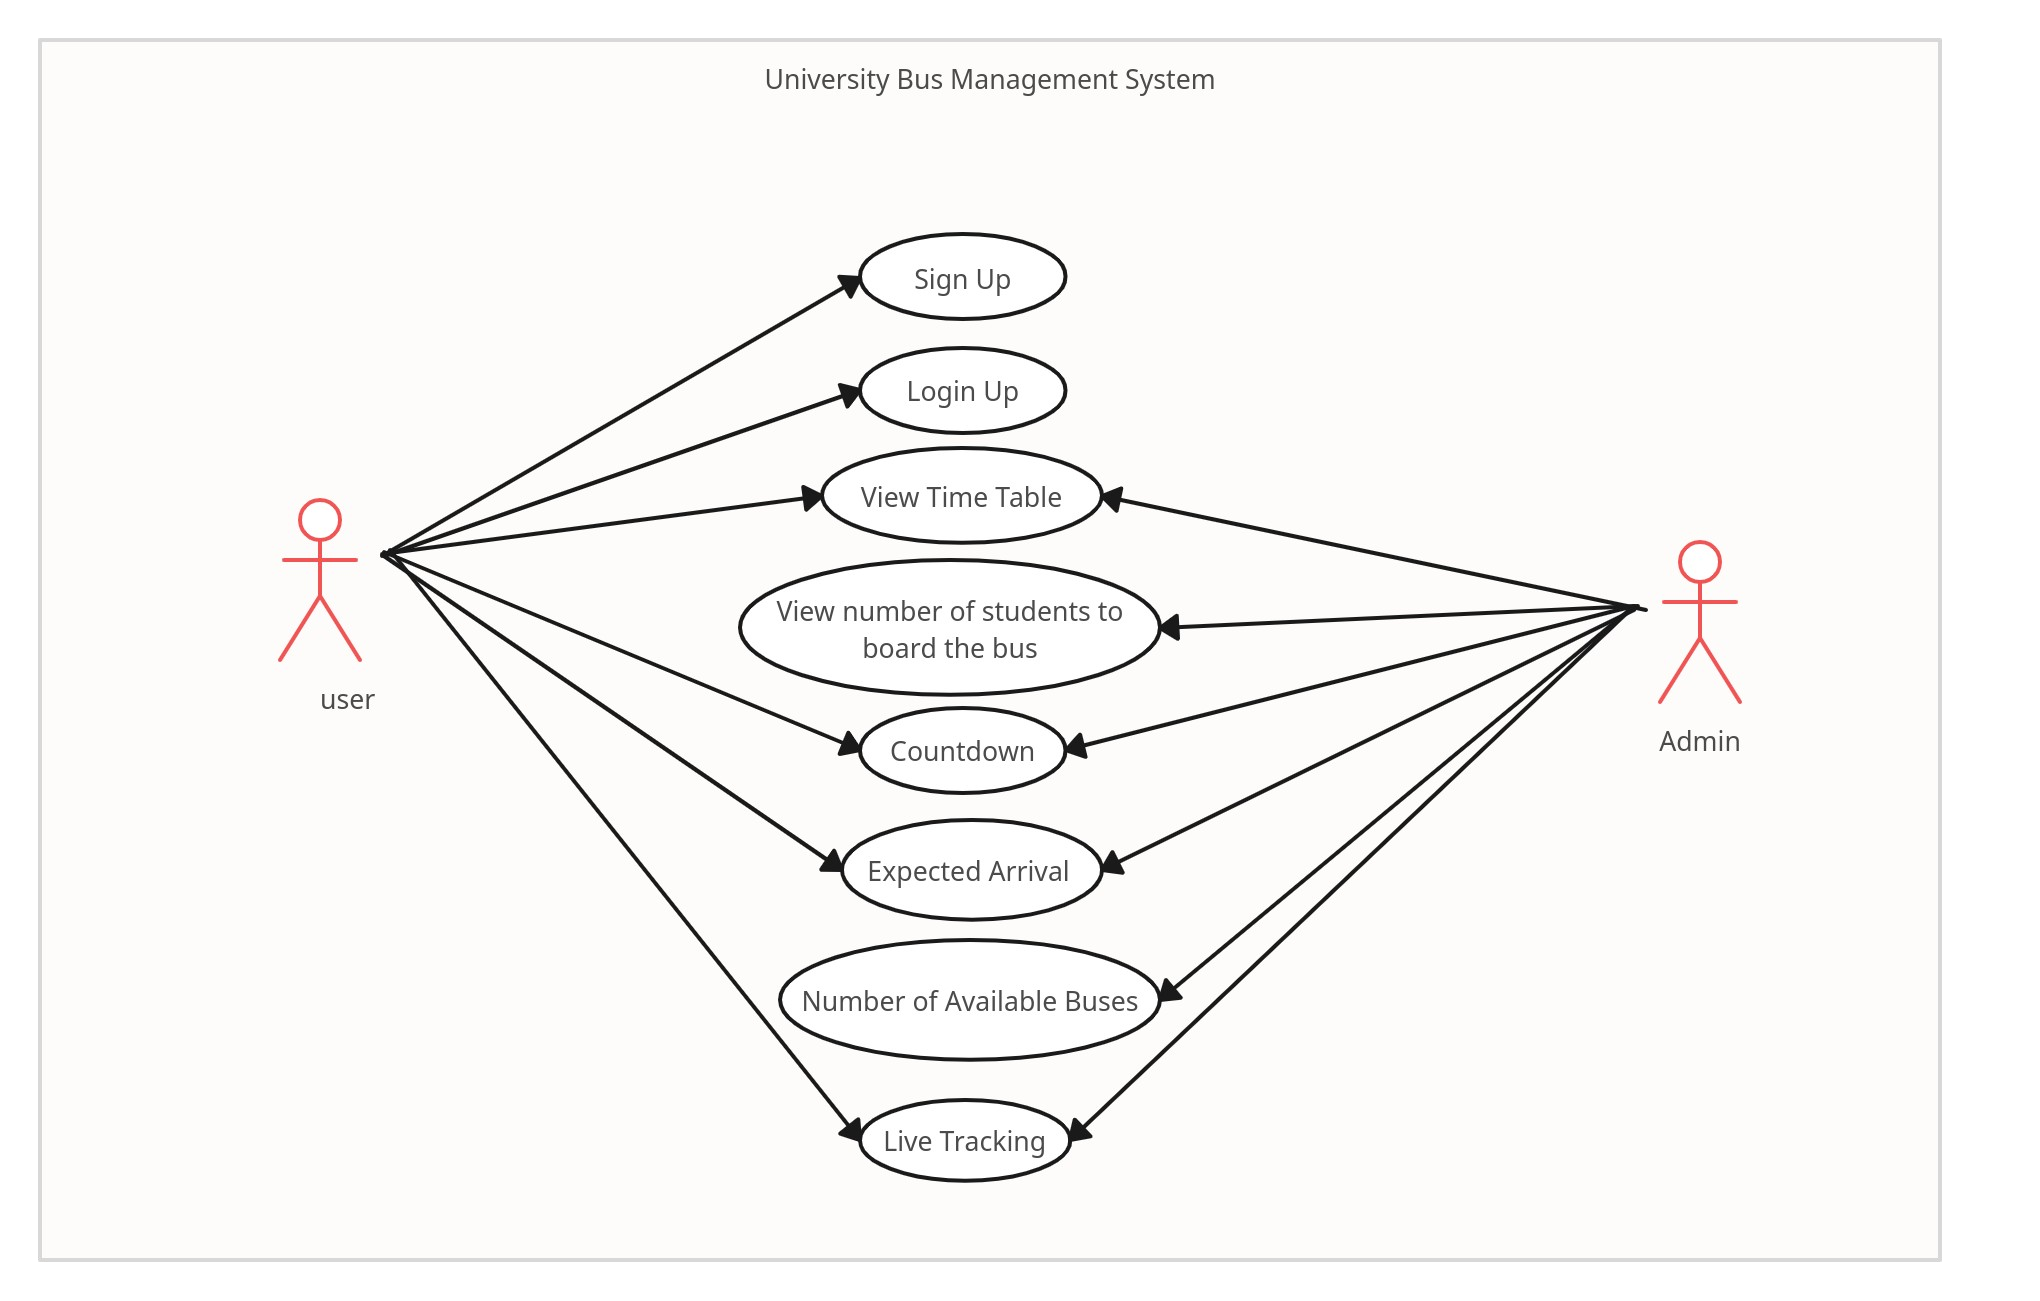 University Bus Management System
Sign Up
Login Up
View Time Table
View number of students to
board the bus
user
Admin
Countdown
Expected Arrival
Number of Available Buses
Live Tracking